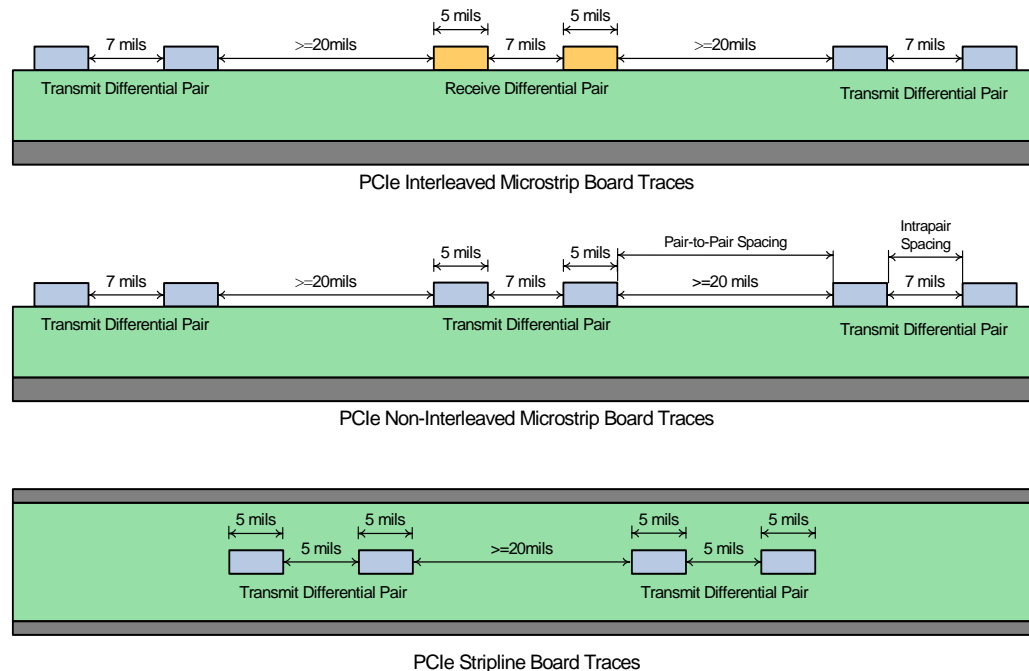 5 mils 5 mils
7 mils >=20mils 7 mils >=20mils 7 mils
Transmit Differential Pair Receive Differential Pair Transmit Differential Pair
PCIe Interleaved Microstrip Board Traces
Intrapair
5 mils 5 mils Pair-to-Pair Spacing Spacing
7 mils >=20mils 7 mils >=20 mils 7 mils
Transmit Differential Pair Transmit Differential Pair Transmit Differential Pair
PCIe Non-Interleaved Microstrip Board Traces
5 mils 5 mils 5 mils 5 mils
5 mils >=20mils 5 mils
Transmit Differential Pair Transmit Differential Pair
PCIe Stripline Board Traces